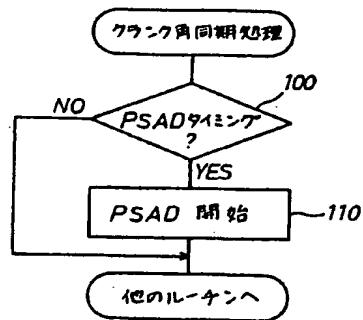 クランク角同期処理
100
NO
PSADタイミング
?
YES
PSAD 開始
110
他のルーチンへ